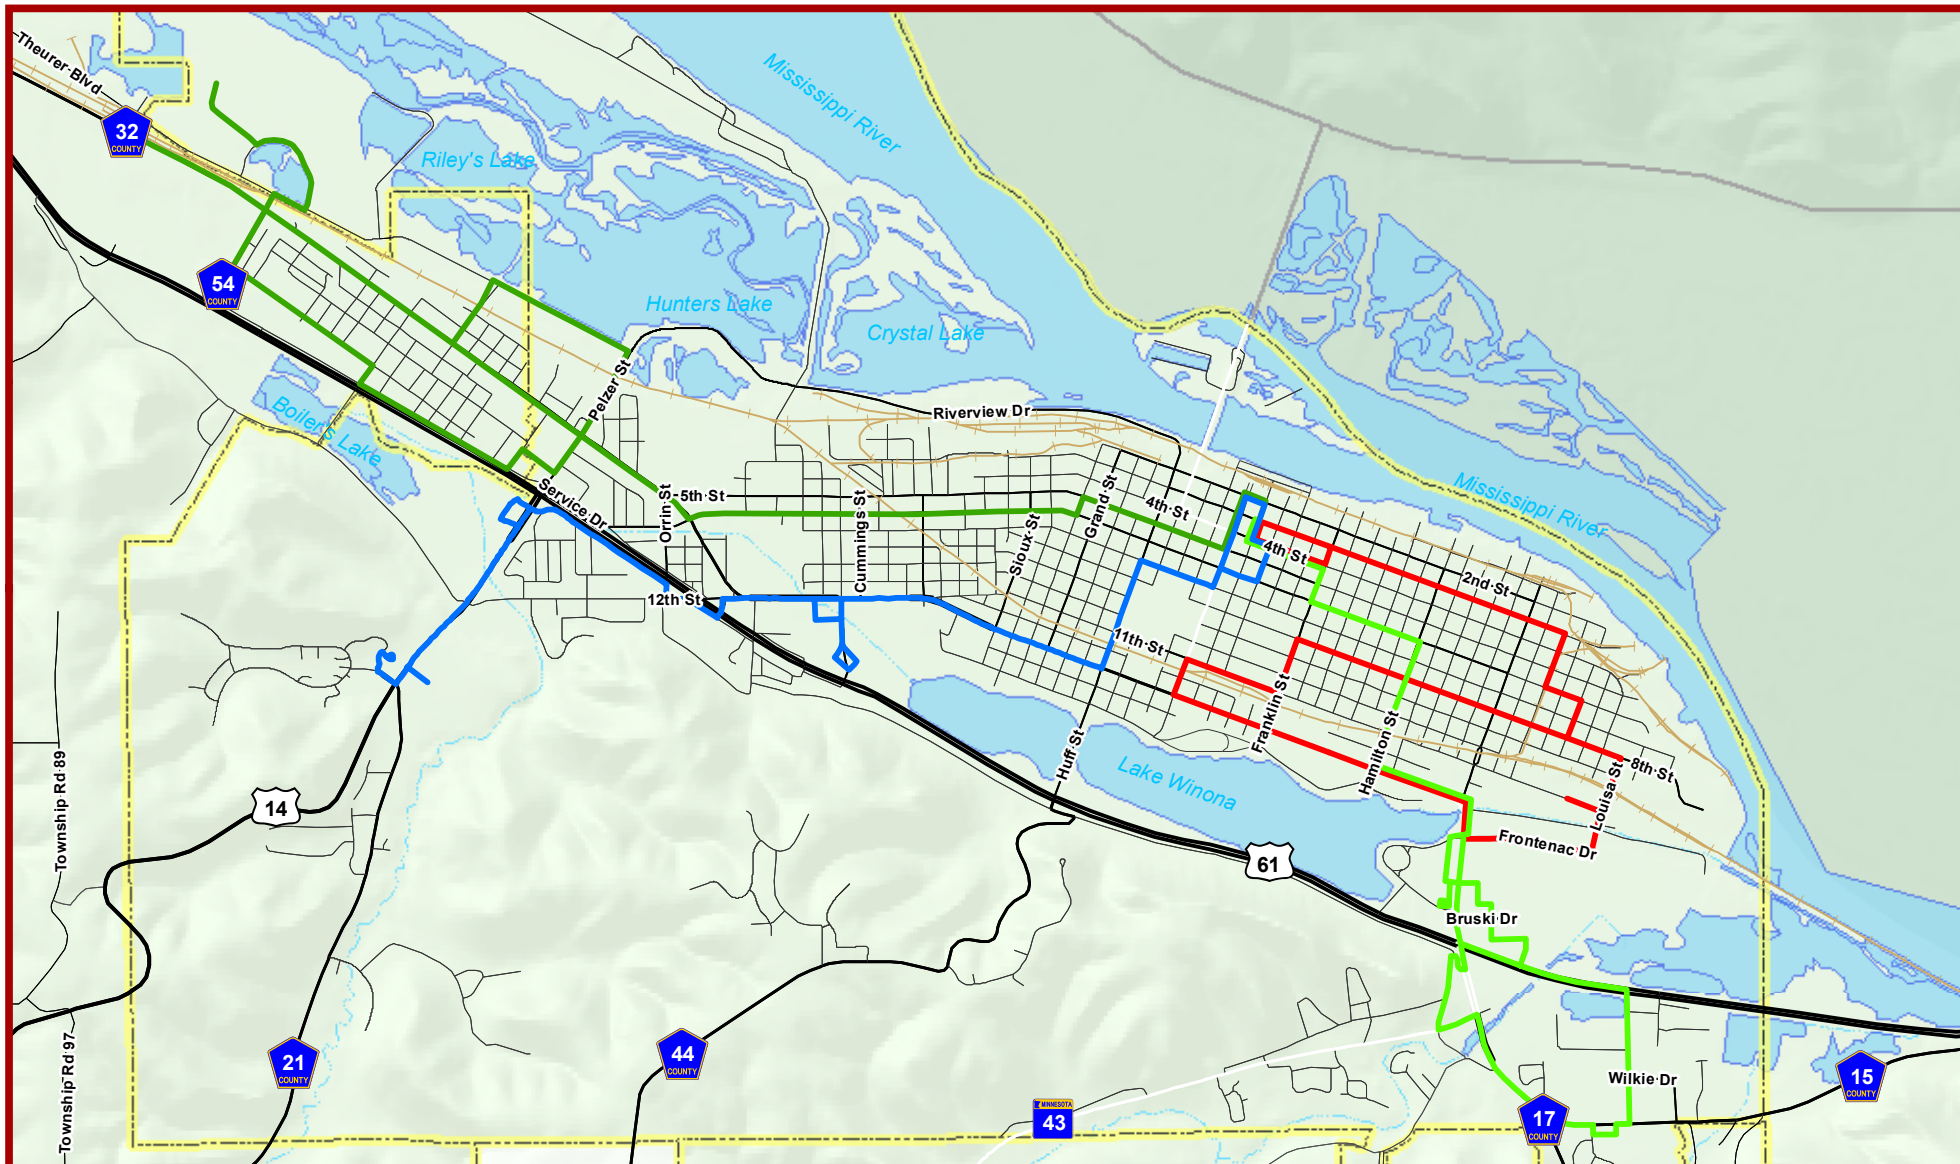 Theurer Blvd
32
COUNTY
Mississippi River
Riley's Lake
54
COUNTY
Hunters Lake
Crystal Lake
Boilers Lake
Pelzer St
Riverview Dr
Service Dr
Orrin St
5th St
Cummings St
Sioux St
Grand St
4th St
4th St
Mississippi River
2nd St
12th St
11th St
Franklin St
Hamilton St
Huff St
Lake Winona
8th St
Louisa St
Frontenac Dr
Township Rd 89
14
61
Bruski Dr
Township Rd 97
21
COUNTY
44
COUNTY
MINNESOTA
43
Wilkie Dr
17
COUNTY
15
COUNTY